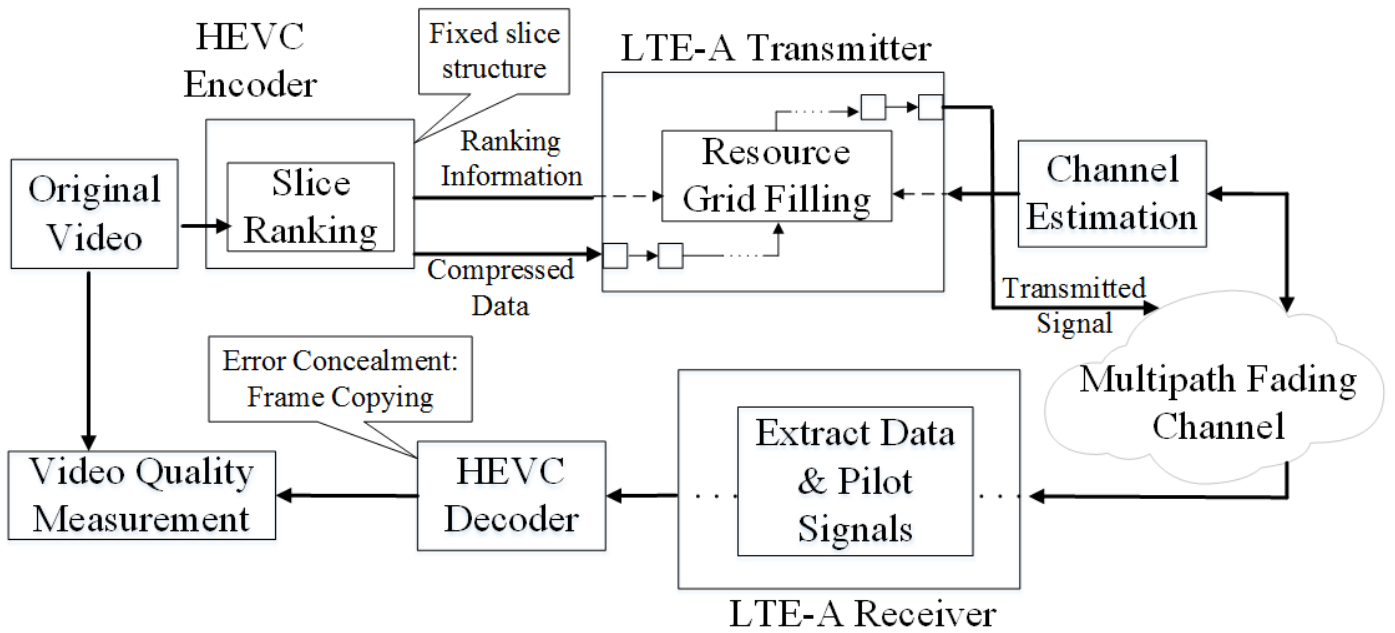 HEVC
Encoder
Fixed slice
structure
LTE-A Transmitter
Original
Video
Slice
Ranking
Ranking
Information
Compressed
Data
Resource
Grid Filling
Channel
Estimation
Transmitted
Signal
Multipath Fading
Channel
Error Concealment:
Frame Copying
Video Quality
Measurement
HEVC
Decoder
Extract Data
& Pilot
Signals
LTE-A Receiver